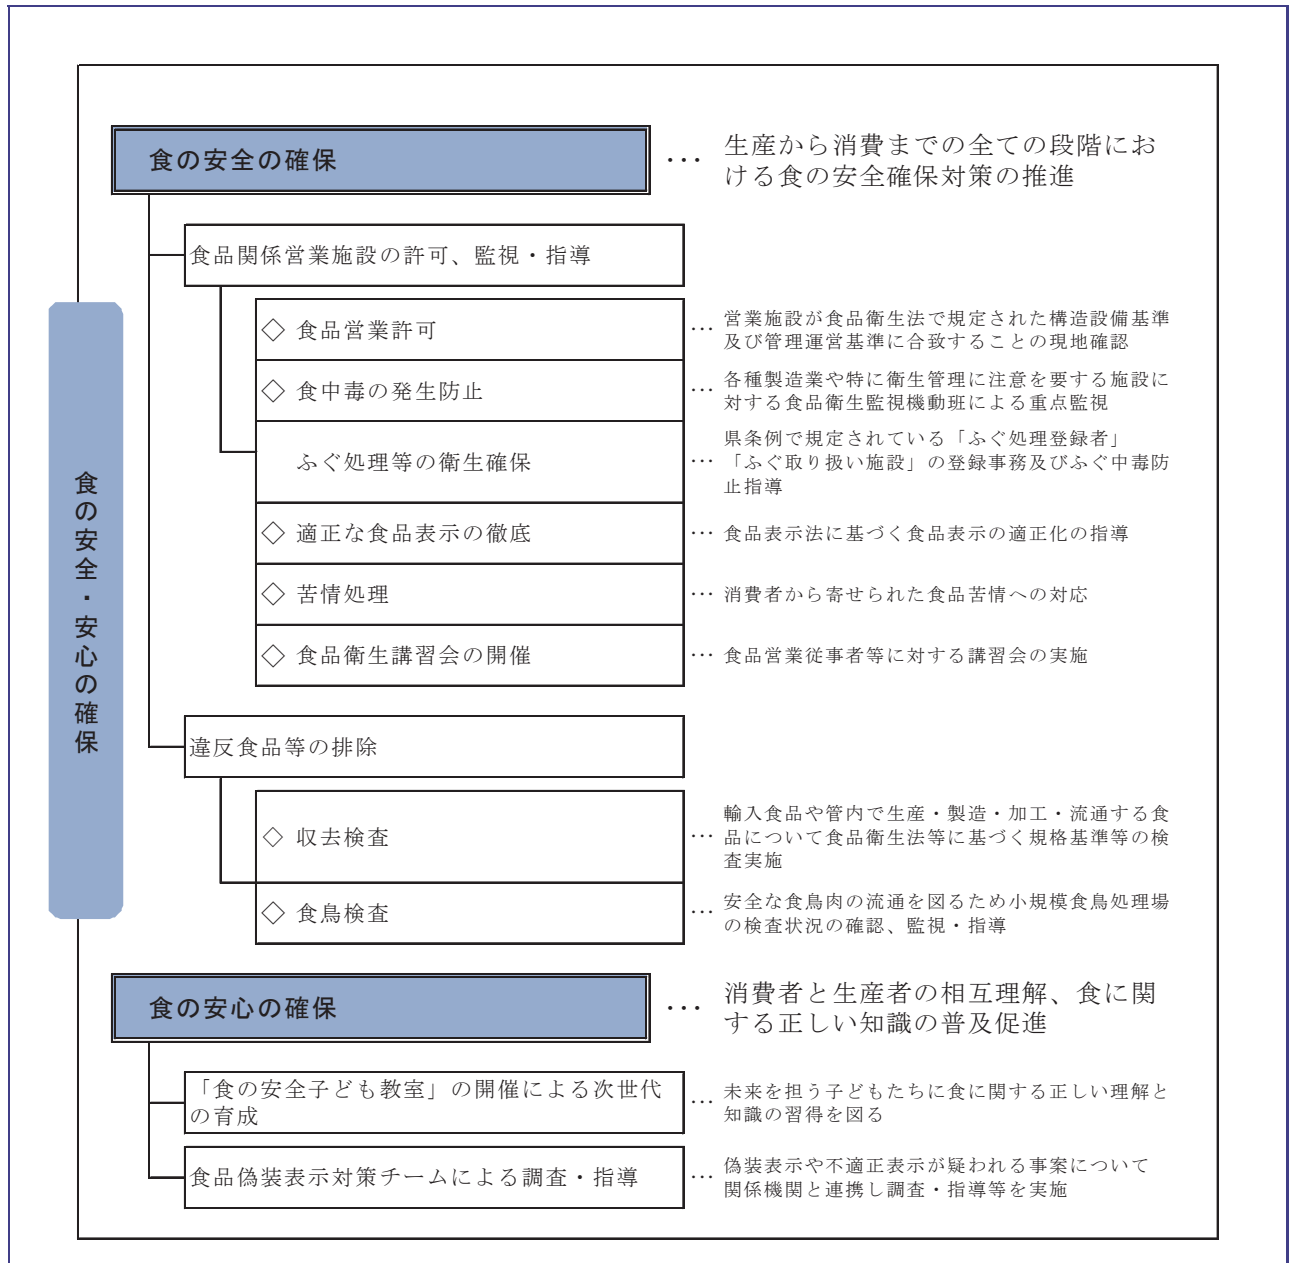 食の安全・安心の確保
食の安全の確保
… 生産から消費までの全ての段階にお
ける食の安全確保対策の推進
食品関係営業施設の許可、監視・指導
◇ 食品営業許可
… 営業施設が食品衛生法で規定された構造設備基準
及び管理運営基準に合致することの現地確認
◇ 食中毒の発生防止
… 各種製造業や特に衛生管理に注意を要する施設に
対する食品衛生監視機動班による重点監視
ふぐ処理等の衛生確保
… 県条例で規定されている「ふぐ処理登録者」
「ふぐ取り扱い施設」の登録事務及びふぐ中毒防
止指導
◇ 適正な食品表示の徹底
… 食品表示法に基づく食品表示の適正化の指導
◇ 苦情処理
… 消費者から寄せられた食品苦情への対応
◇ 食品衛生講習会の開催
… 食品営業従事者等に対する講習会の実施
違反食品等の排除
◇ 収去検査
… 輸入食品や管内で生産・製造・加工・流通する食
品について食品衛生法等に基づく規格基準等の検
査実施
◇ 食鳥検査
… 安全な食鳥肉の流通を図るため小規模食鳥処理場
の検査状況の確認、監視・指導
食の安心の確保
… 消費者と生産者の相互理解、食に関
する正しい知識の普及促進
「食の安全子ども教室」の開催による次世代
の育成
… 未来を担う子どもたちに食に関する正しい理解と
知識の習得を図る
食品偽装表示対策チームによる調査・指導
… 偽装表示や不適正表示が疑われる事案について
関係機関と連携し調査・指導等を実施